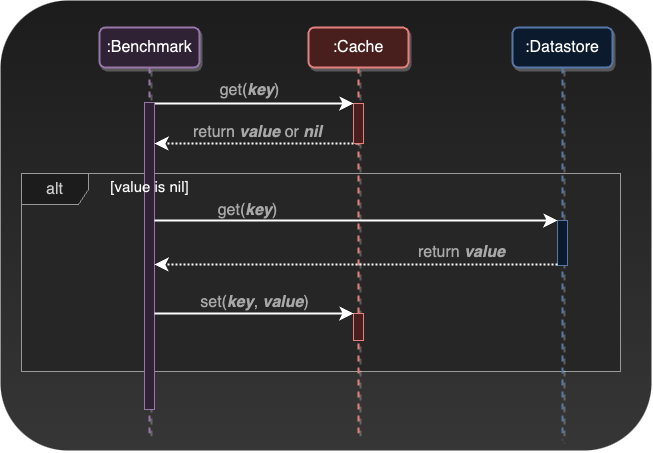 :Benchmark
:Cache
:Datastore
get(key)
return value or nil
alt
[value is nil]
get(key)
return value
set(key, value)